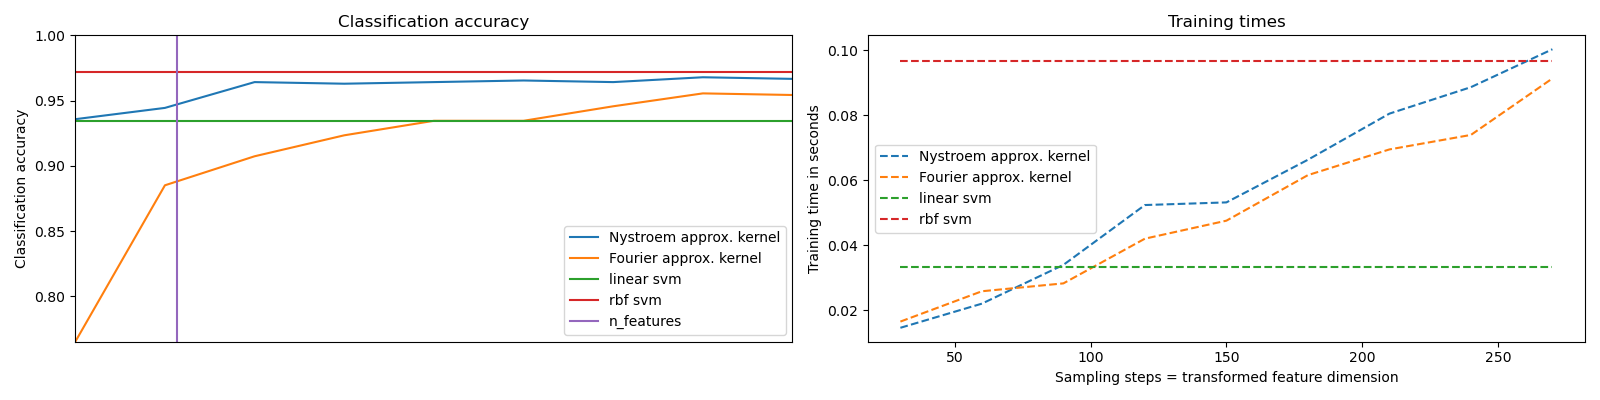 Classification accuracy
Classification accuracy
1.00
0.95
0.90
0.85
0.80
Nystroem approx. kernel
Fourier approx. kernel
linear svm
rbf svm
n_features
Training times
Training time in seconds
0.10
0.08
0.06
0.04
0.02
Nystroem approx. kernel
Fourier approx. kernel
linear svm
rbf svm
50 100 150 200 250
Sampling steps = transformed feature dimension